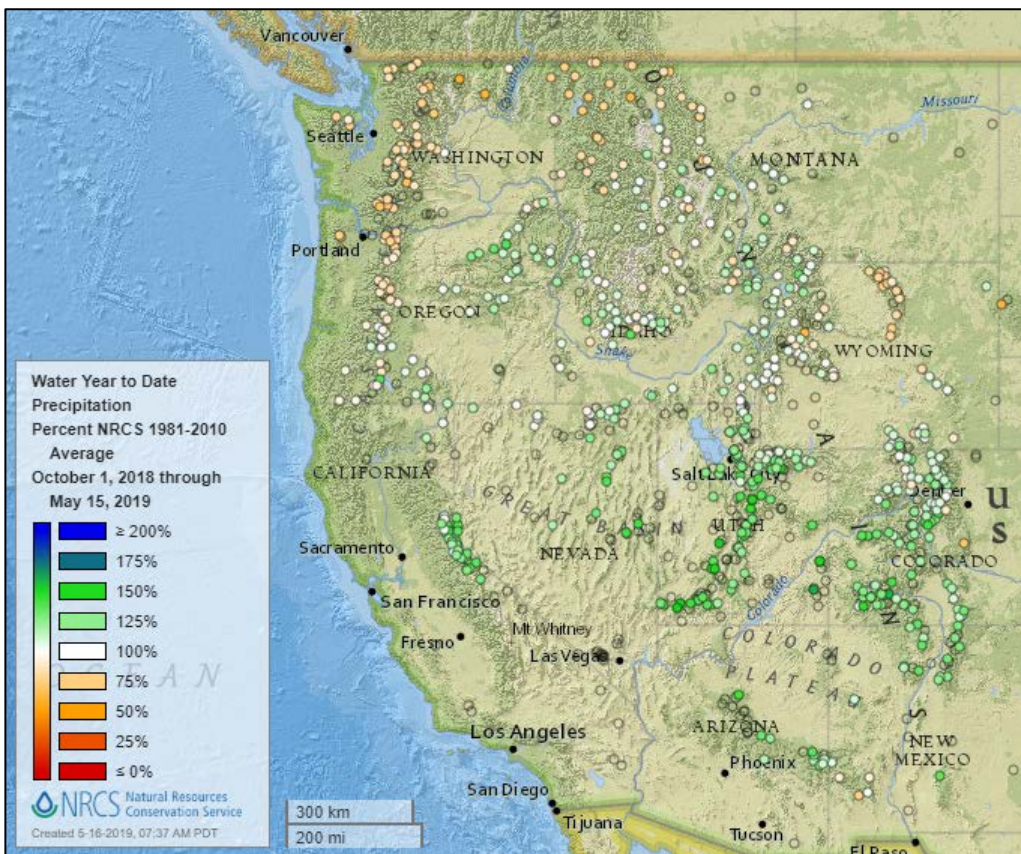 Vancouver
Columbia
Missouri
Seattle
WASHINGTON
MONTANA
Portland
OREGON
IDAHO
Snake
WYOMING
Water Year to Date
Precipitation
Percent NRCS 1981-2010
Average
October 1, 2018 through
May 15, 2019
≥ 200%
175%
150%
125%
100%
75%
50%
25%
≤ 0%
NRCS Natural Resources
Conservation Service
Created 5-16-2019, 07:37 AM PDT
CALIFORNIA
Salt Lake City
GREAT BASIN
UTAH
Denver
U
S
NEVADA
COLORADO
Sacramento
San Francisco
Colorado
Fresno
Mt Whitney
Las Vegas
COLORADO
PLATEAU
OCEAN
ARIZONA
Los Angeles
NEW
MEXICO
Phoenix
San Diego
Tijuana
Tucson
El Paso
300 km
200 mi